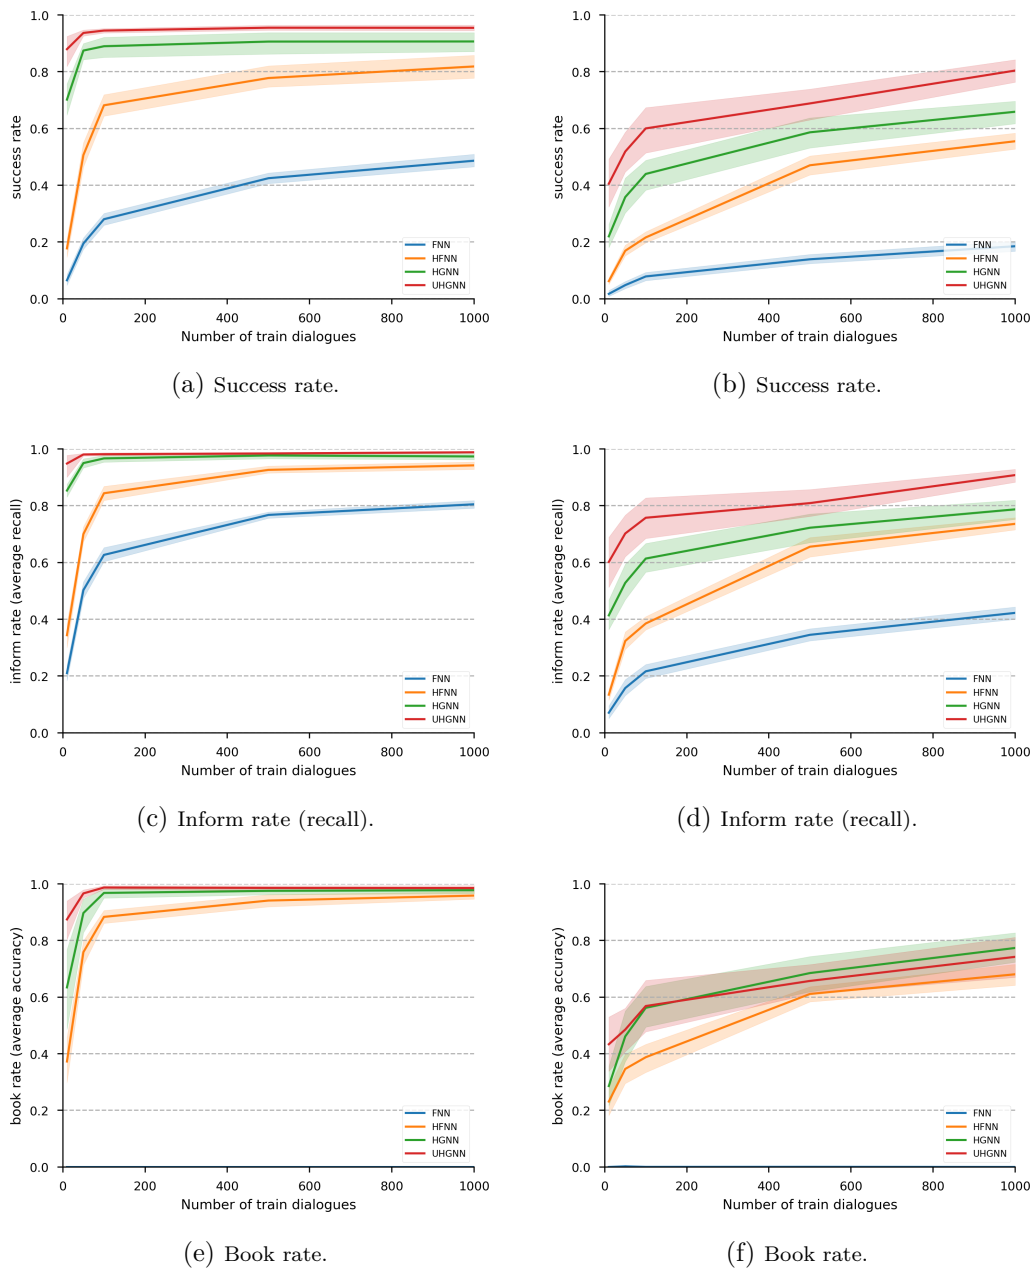 1.0
0.8
0.6
0.4
0.2
0.0
success rate
0 200 400 600 800 1000
Number of train dialogues
FNN
HFNN
HGNN
UHGNN
(a) Success rate.
1.0
0.8
0.6
0.4
0.2
0.0
success rate
0 200 400 600 800 1000
Number of train dialogues
FNN
HFNN
HGNN
UHGNN
(b) Success rate.
1.0
0.8
0.6
0.4
0.2
0.0
inform rate (average recall)
0 200 400 600 800 1000
Number of train dialogues
FNN
HFNN
HGNN
UHGNN
(c) Inform rate (recall).
1.0
0.8
0.6
0.4
0.2
0.0
inform rate (average recall)
0 200 400 600 800 1000
Number of train dialogues
FNN
HFNN
HGNN
UHGNN
(d) Inform rate (recall).
1.0
0.8
0.6
0.4
0.2
0.0
book rate (average accuracy)
0 200 400 600 800 1000
Number of train dialogues
FNN
HFNN
HGNN
UHGNN
(e) Book rate.
1.0
0.8
0.6
0.4
0.2
0.0
book rate (average accuracy)
0 200 400 600 800 1000
Number of train dialogues
FNN
HFNN
HGNN
UHGNN
(f) Book rate.